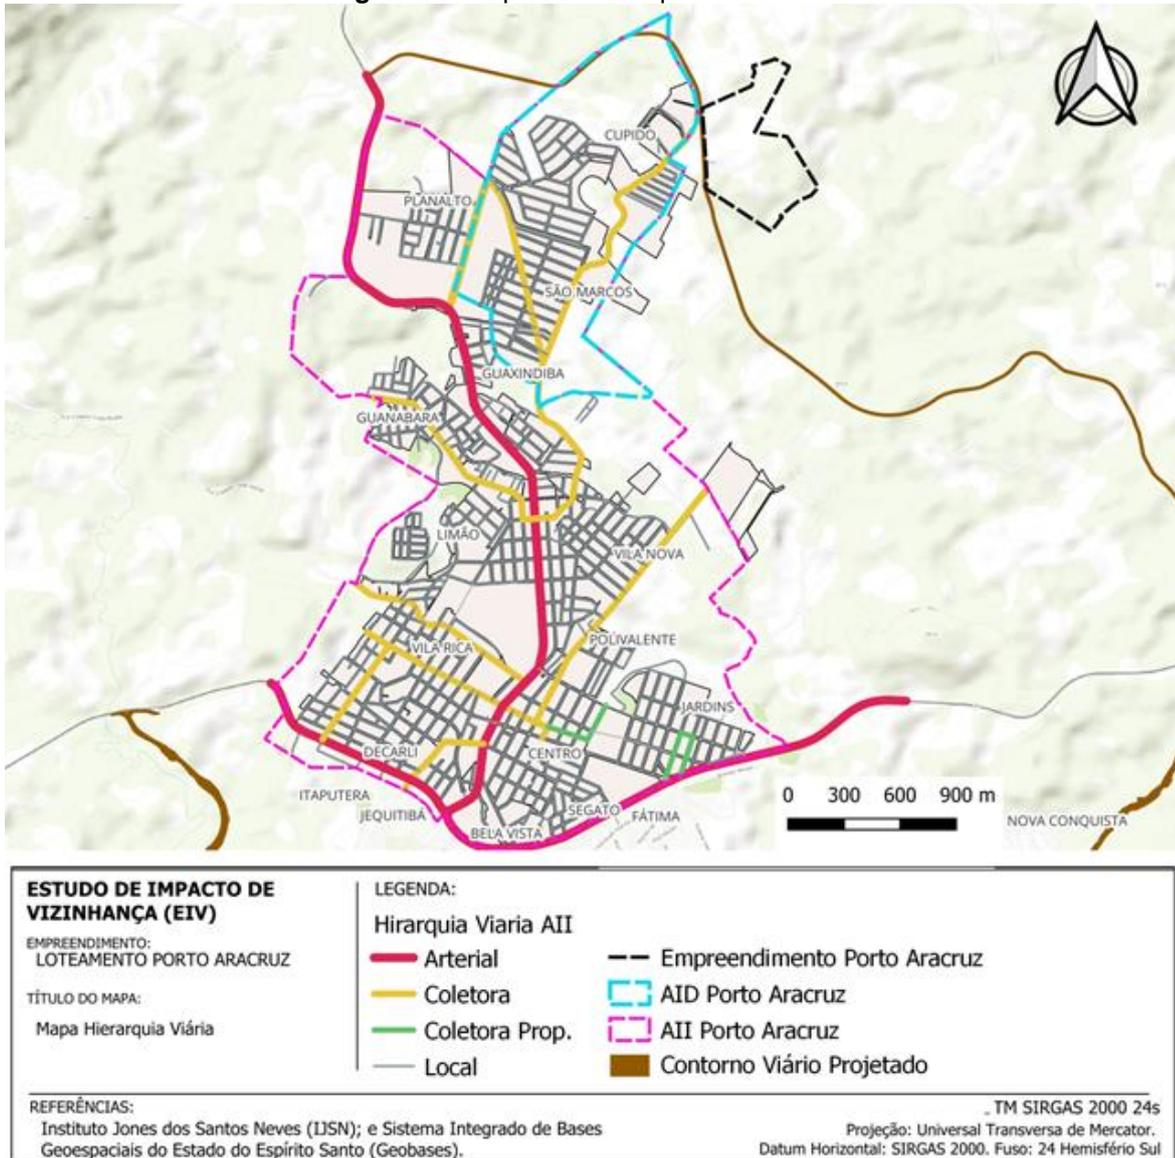 CUPIDO
PLANALTO
SÃO MARCOS
GUAXINDIBA
GUANABARA
LIMÃO
VILA NOVA
POLIVALENTE
VILA RICA
JARDINS
DECARLI
CENTRO
ITAPUTERA
JEQUITIBÁ
SEGATO
FÁTIMA
BELA VISTA
0 300 600 900 m
NOVA CONQUISTA
ESTUDO DE IMPACTO DE
VIZINHANÇA (EIV)
EMPREENDIMENTO:
LOTEAMENTO PORTO ARACRUZ
TÍTULO DO MAPA:
Mapa Hierarquia Viária
LEGENDA:
Hirarquia Viaria AII
Arterial
Coletora
Coletora Prop.
Local
Empreendimento Porto Aracruz
AID Porto Aracruz
AII Porto Aracruz
Contorno Viário Projetado
REFERÊNCIAS:
Instituto Jones dos Santos Neves (IJSN); e Sistema Integrado de Bases
Geoespaciais do Estado do Espírito Santo (Geobases).
TM SIRGAS 2000 24s
Projeção: Universal Transversa de Mercator.
Datum Horizontal: SIRGAS 2000. Fuso: 24 Hemisfério Sul